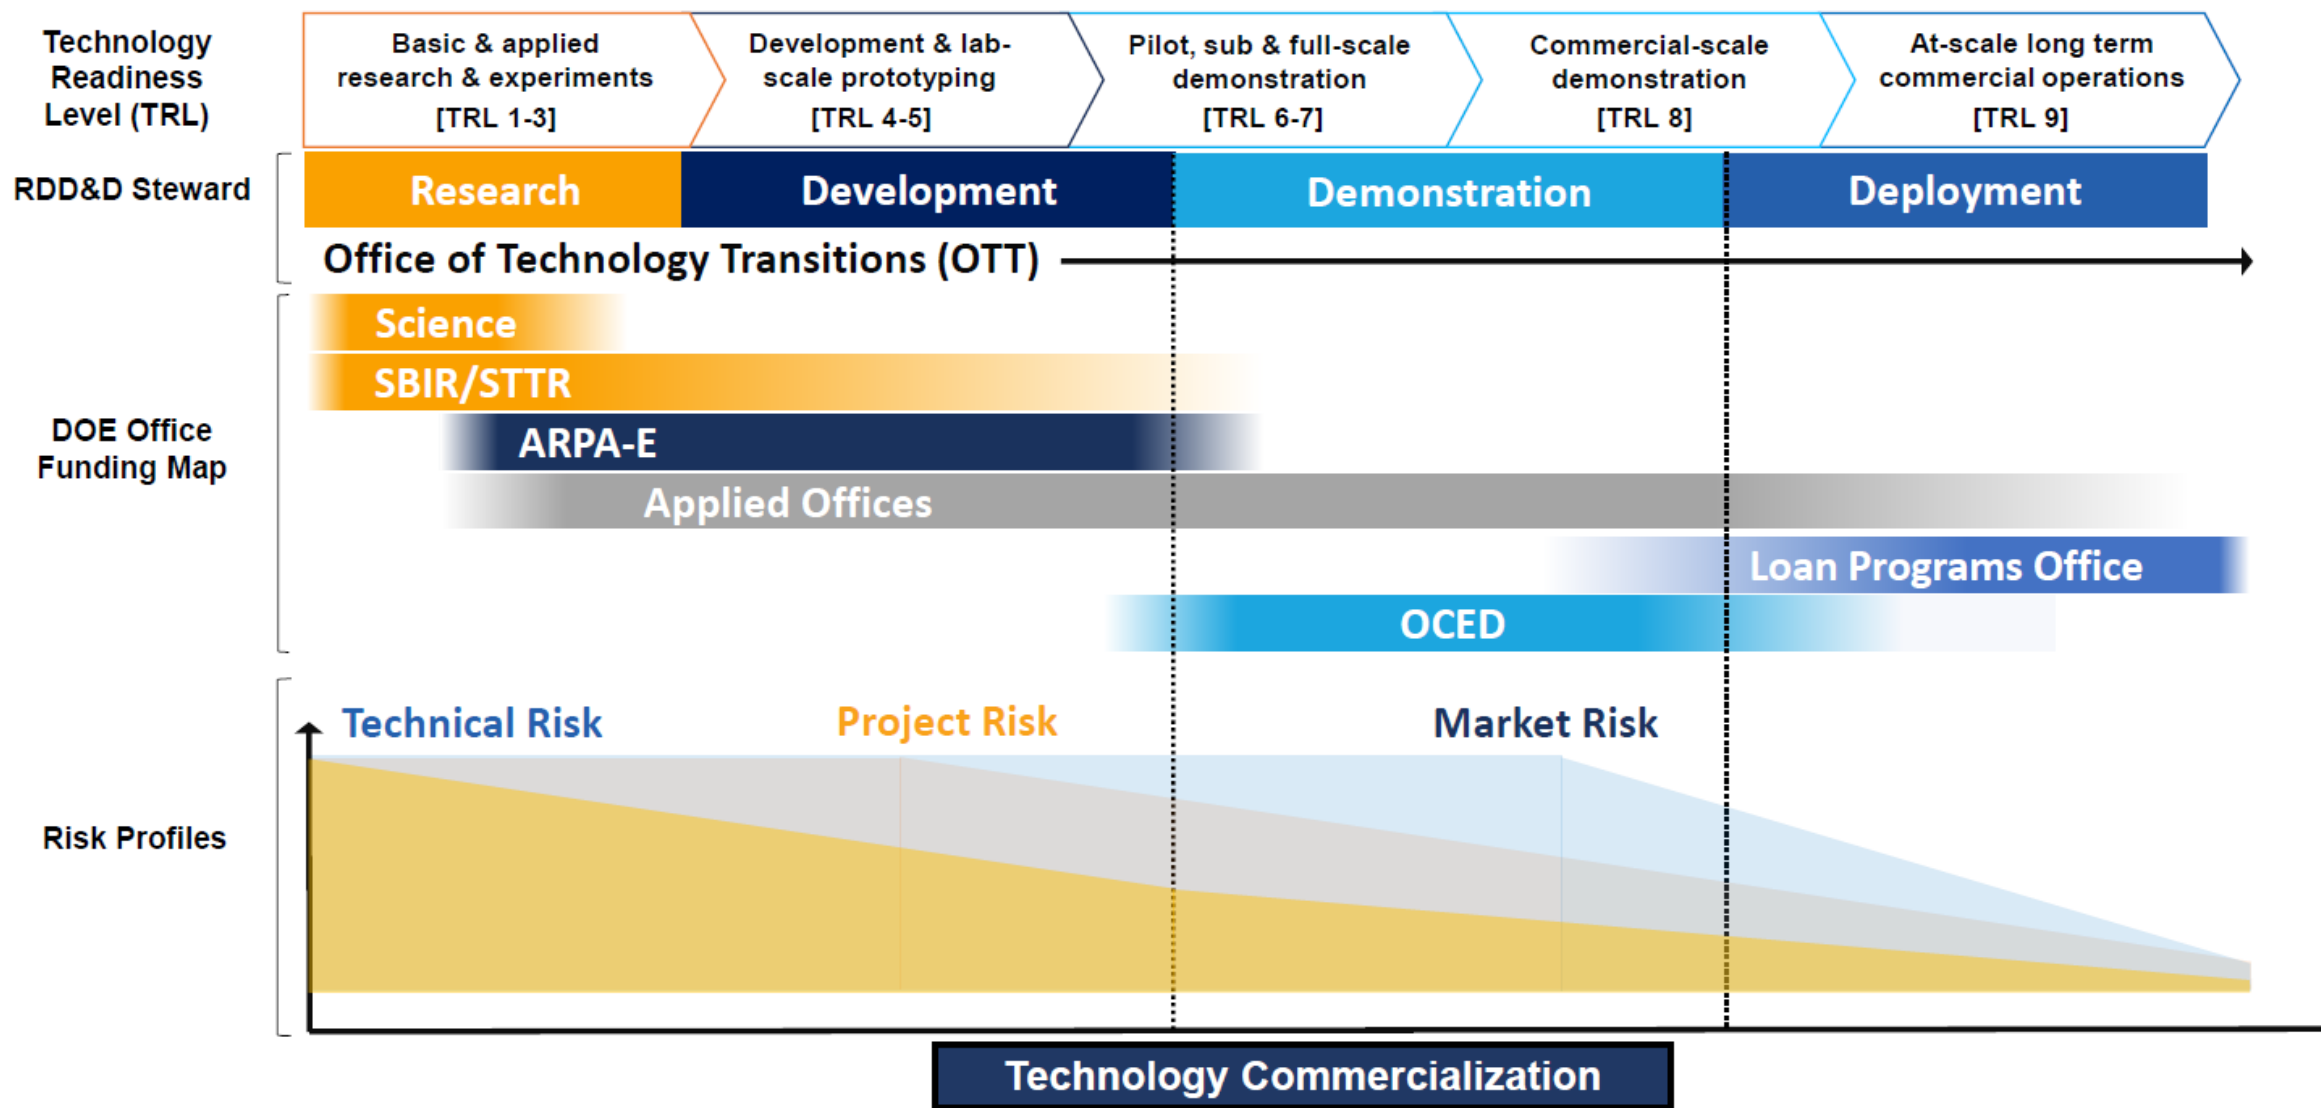 Technology
Readiness
Level (TRL)
Basic & applied
research & experiments
[TRL 1-3]
Development & lab-
scale prototyping
[TRL 4-5]
Pilot, sub & full-scale
demonstration
[TRL 6-7]
Commercial-scale
demonstration
[TRL 8]
At-scale long term
commercial operations
[TRL 9]
RDD&D Steward
Research
Development
Demonstration
Deployment
Office of Technology Transitions (OTT)
DOE Office
Funding Map
Science
SBIR/STTR
ARPA-E
Applied Offices
Loan Programs Office
OCED
Risk Profiles
Technical Risk
Project Risk
Market Risk
Technology Commercialization